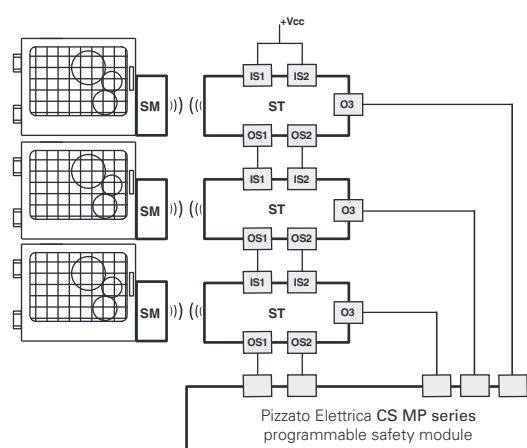 +Vcc
IS1 IS2
SM ST O3
OS1 OS2
IS1 IS2
SM ST O3
OS1 OS2
IS1 IS2
SM ST O3
OS1 OS2
Pizzato Elettrica CS MP series
programmable safety module